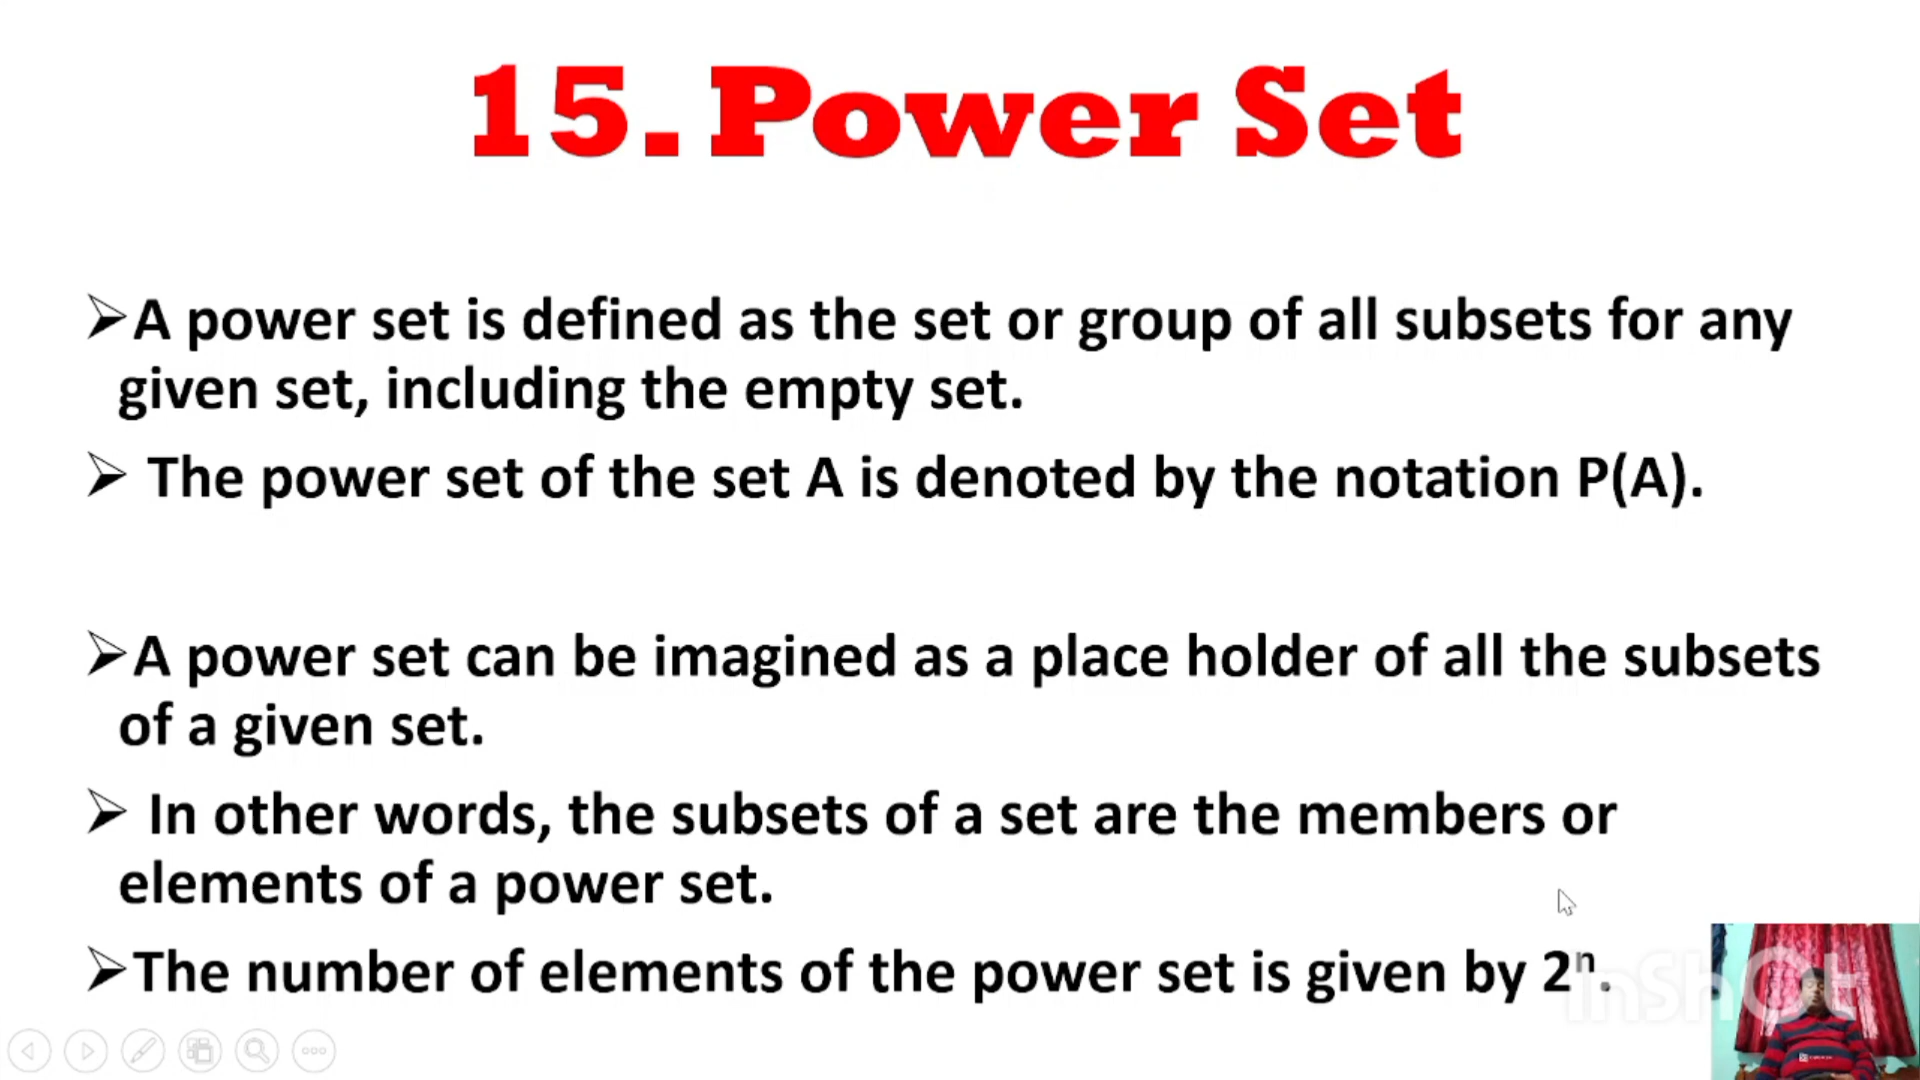 15. Power Set
➢A power set is defined as the set or group of all subsets for any
given set, including the empty set.
➢ The power set of the set A is denoted by the notation P(A).
➢A power set can be imagined as a place holder of all the subsets
of a given set.
➢ In other words, the subsets of a set are the members or
elements of a power set.
➢The number of elements of the power set is given by 2ⁿ.
InShOt